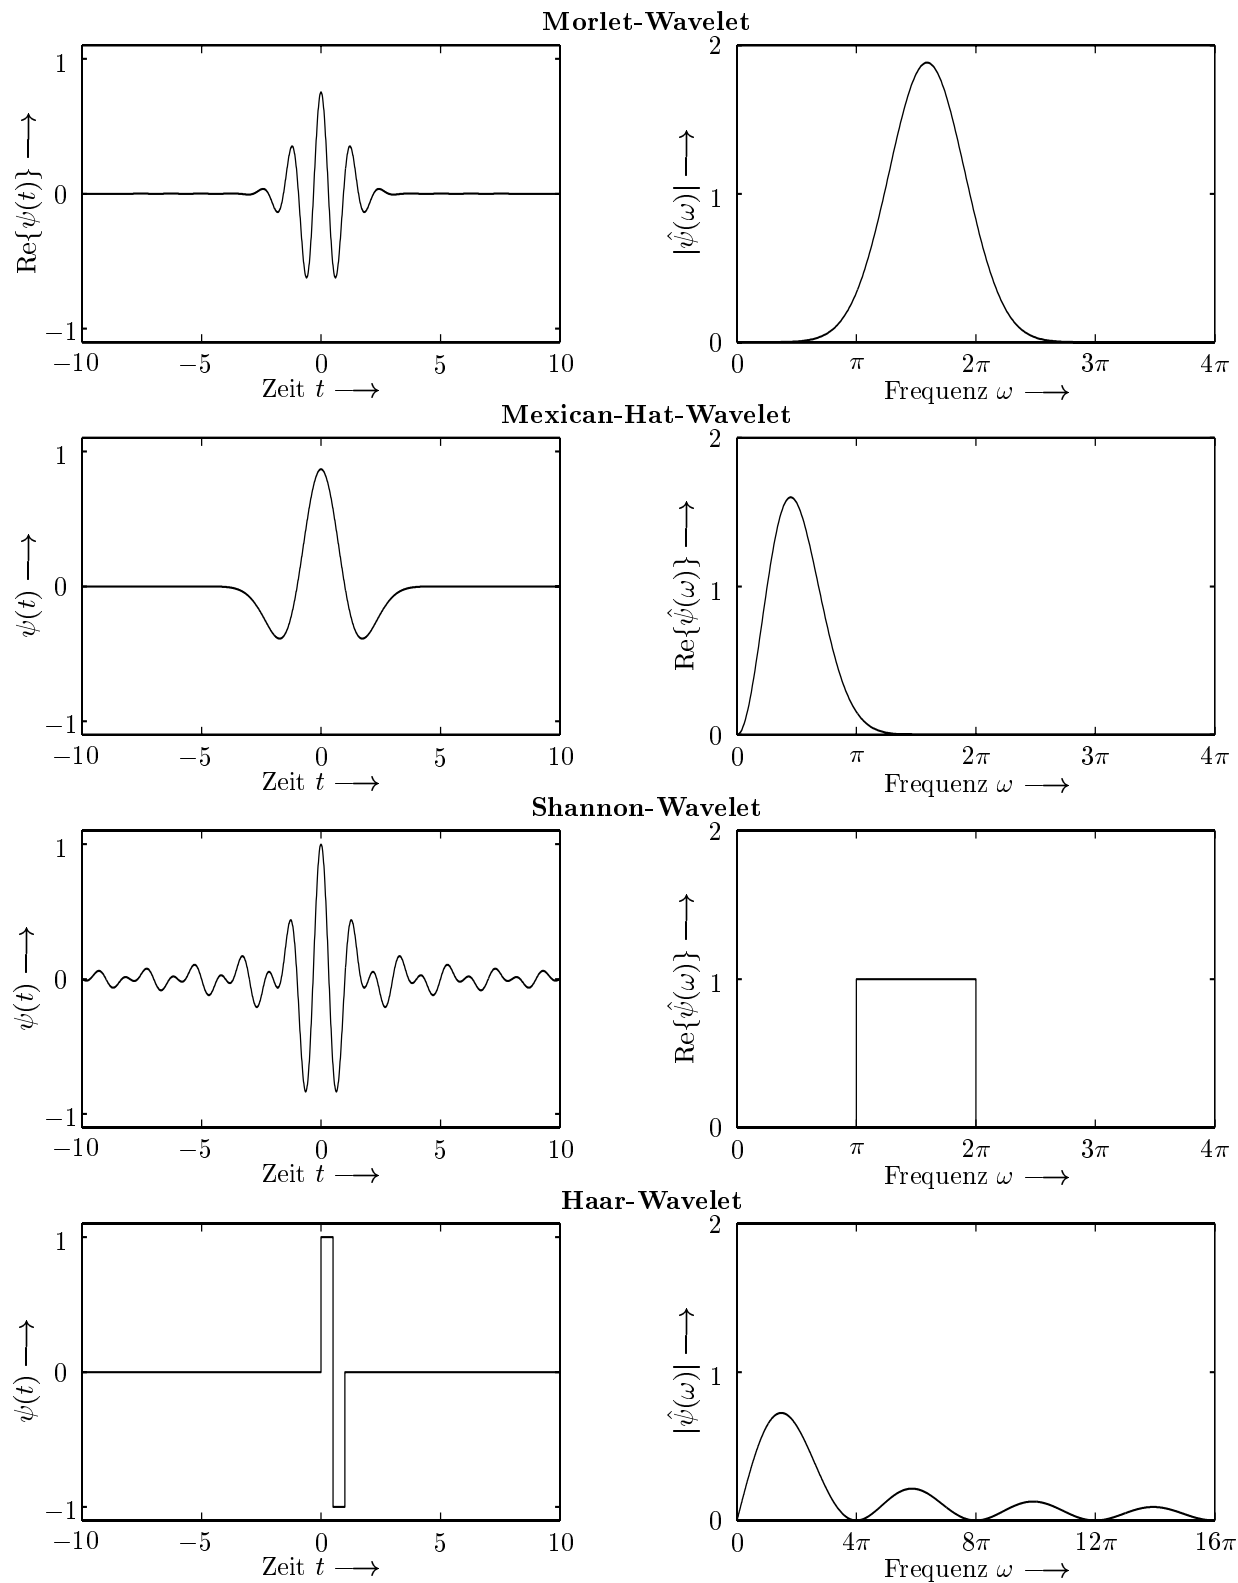 Morlet-Wavelet
1
0
−1
Re{ψ(t)} ⟶
−10 −5 0 5 10
Zeit t ⟶
2
1
0
|ψ̂(ω)| ⟶
0 π 2π 3π 4π
Frequenz ω ⟶
Mexican-Hat-Wavelet
1
0
−1
ψ(t) ⟶
−10 −5 0 5 10
Zeit t ⟶
2
1
0
Re{ψ̂(ω)} ⟶
0 π 2π 3π 4π
Frequenz ω ⟶
Shannon-Wavelet
1
0
−1
ψ(t) ⟶
−10 −5 0 5 10
Zeit t ⟶
2
1
0
Re{ψ̂(ω)} ⟶
0 π 2π 3π 4π
Frequenz ω ⟶
Haar-Wavelet
1
0
−1
ψ(t) ⟶
−10 −5 0 5 10
Zeit t ⟶
2
1
0
|ψ̂(ω)| ⟶
0 4π 8π 12π 16π
Frequenz ω ⟶